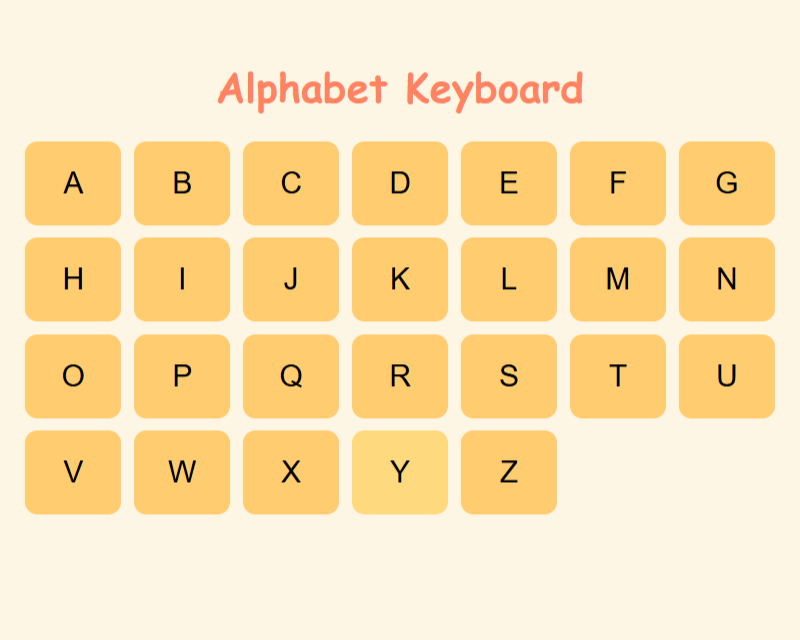 Alphabet Keyboard
A B C D E F G
H I J K L M N
O P Q R S T U
V W X Y Z